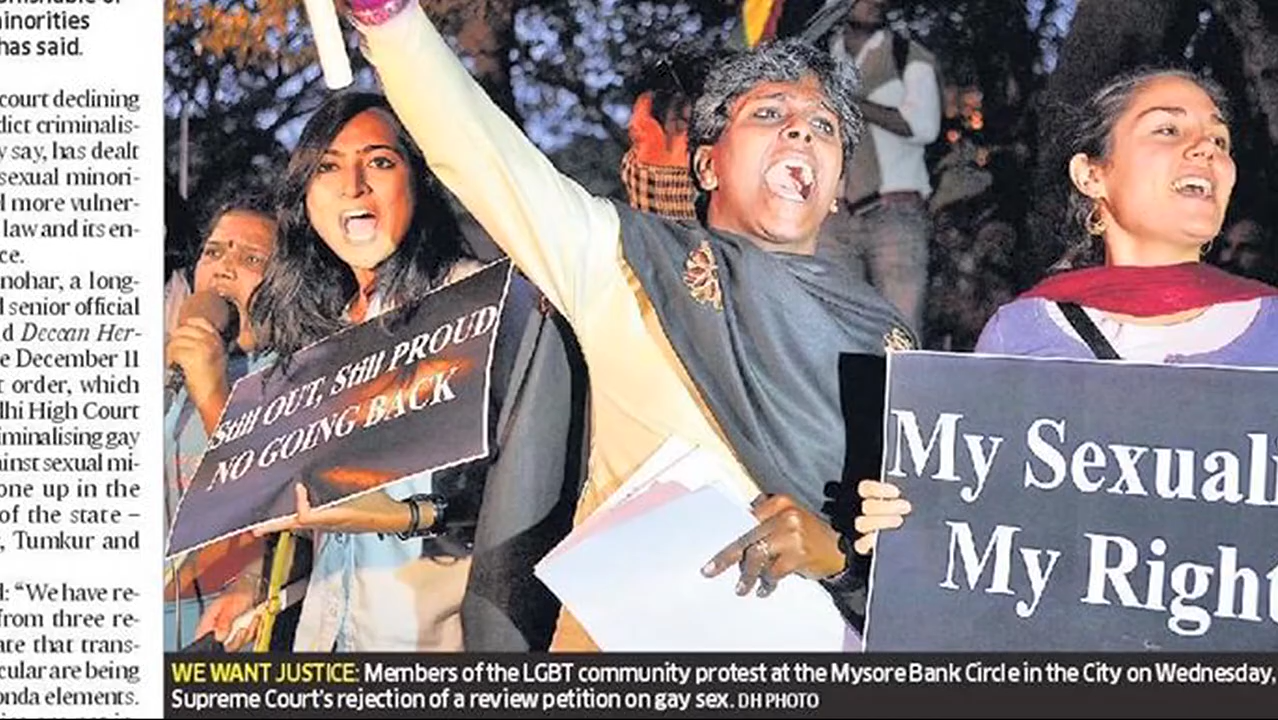 minorities
has said.
court declining
dict criminalis-
y say, has dealt
sexual minori-
more vulner-
law and its en-
ce.
nohar, a long-
senior official
d Deccan Her-
e December 11
t order, which
lhi High Court
iminalising gay
ainst sexual mi-
one up in the
of the state –
, Tumkur and
: “We have re-
from three re-
ate that trans-
cular are being
onda elements.
Still OUT, Still PROUD
NO GOING BACK
My Sexuali
My Right
WE WANT JUSTICE: Members of the LGBT community protest at the Mysore Bank Circle in the City on Wednesday,
Supreme Court's rejection of a review petition on gay sex. DH PHOTO